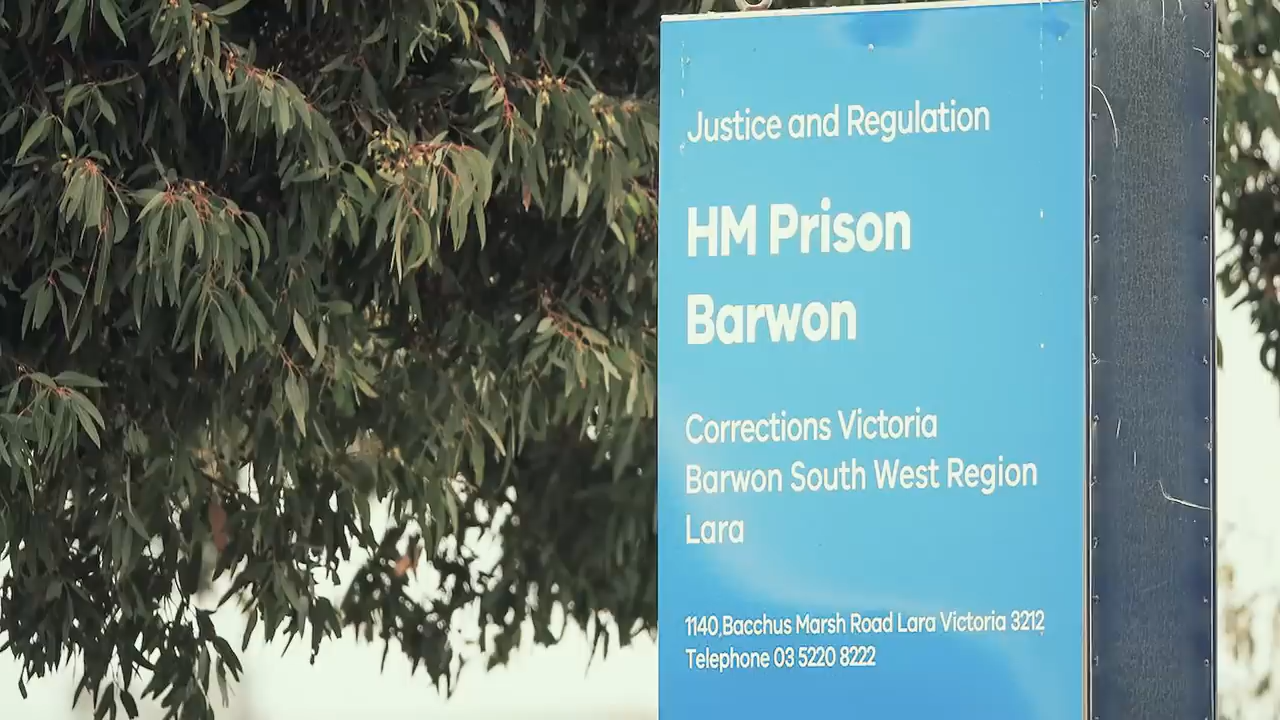 Justice and Regulation
HM Prison
Barwon
Corrections Victoria
Barwon South West Region
Lara
1140,Bacchus Marsh Road Lara Victoria 3212
Telephone 03 5220 8222